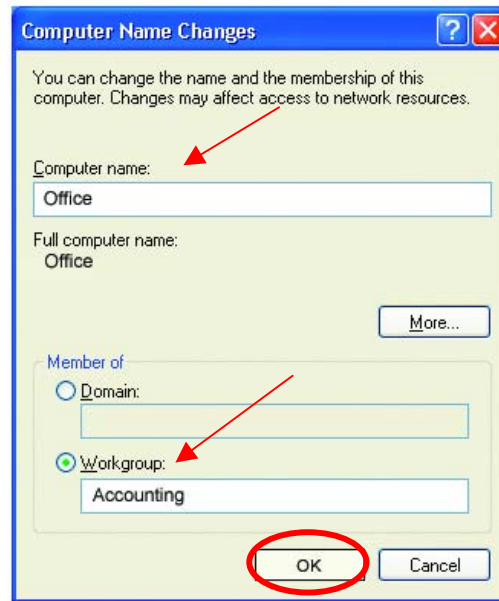 Computer Name Changes
You can change the name and the membership of this
computer. Changes may affect access to network resources.
Computer name:
Office
Full computer name:
Office
More...
Member of
Domain:
Workgroup:
Accounting
OK
Cancel